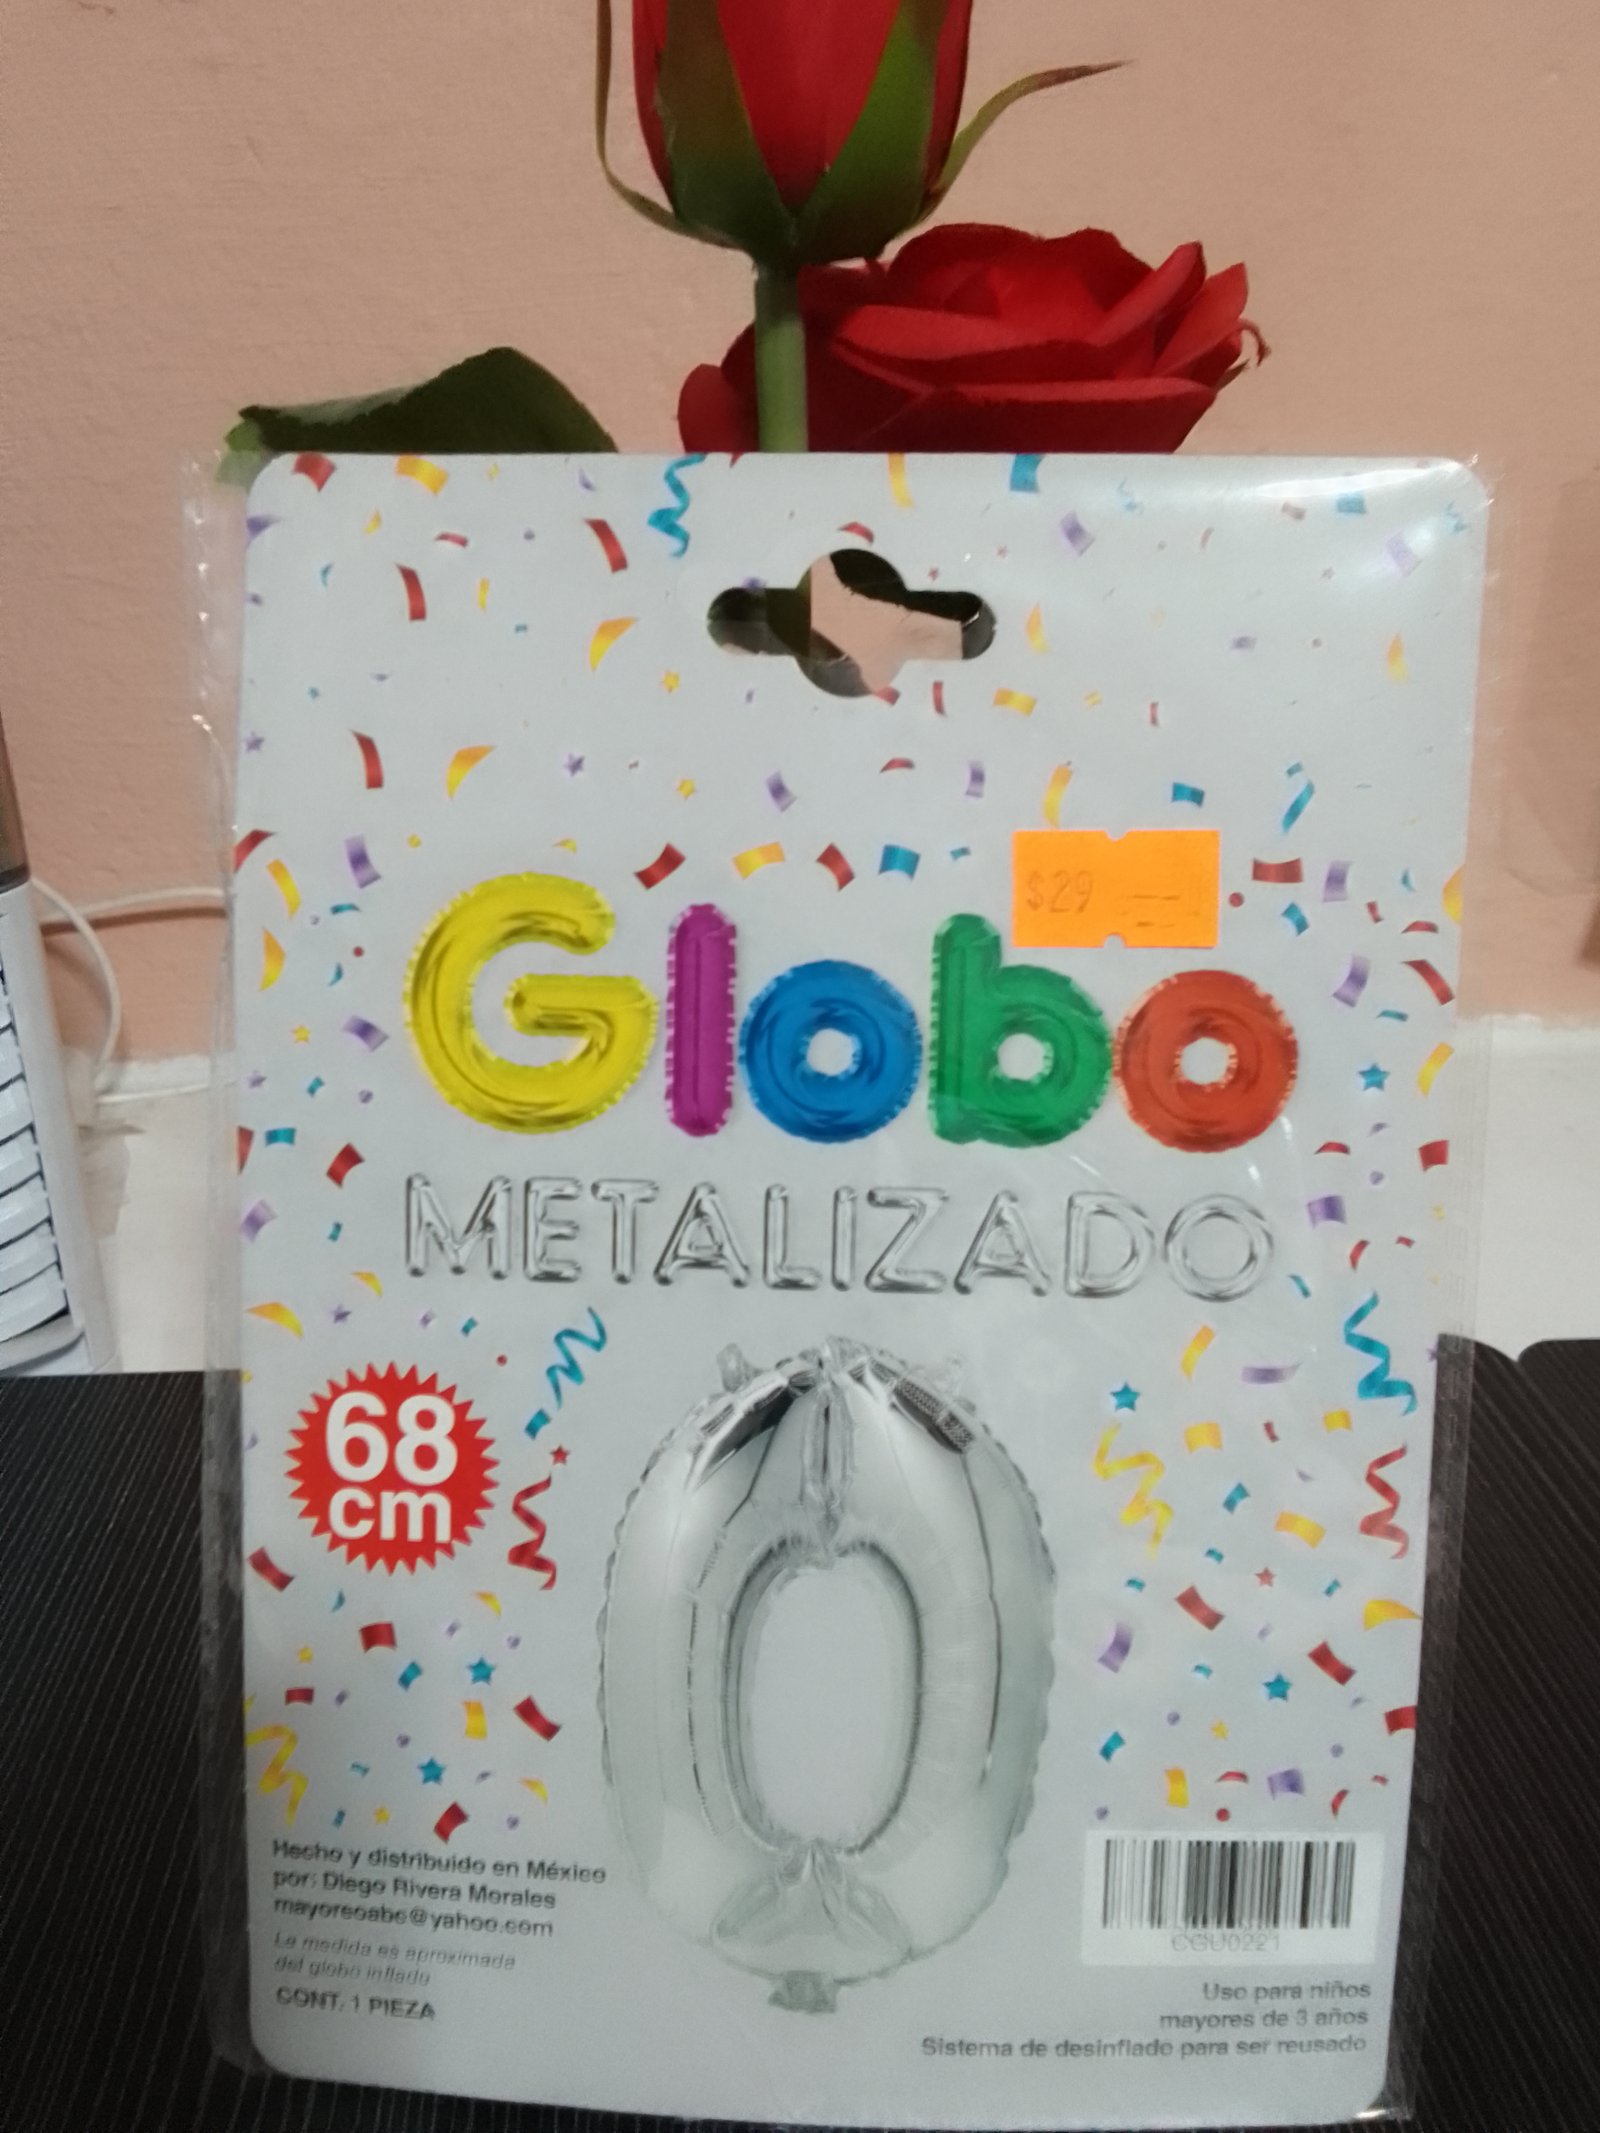 $29
Globo
METALIZADO
68
cm
0
Hecho y distribuido en México
por: Diego Rivera Morales
mayoreoabc@yahoo.com
La medida es aproximada
del globo inflado
CONT. 1 PIEZA
CGU0221
Uso para niños
mayores de 3 años
Sistema de desinflado para ser reusado